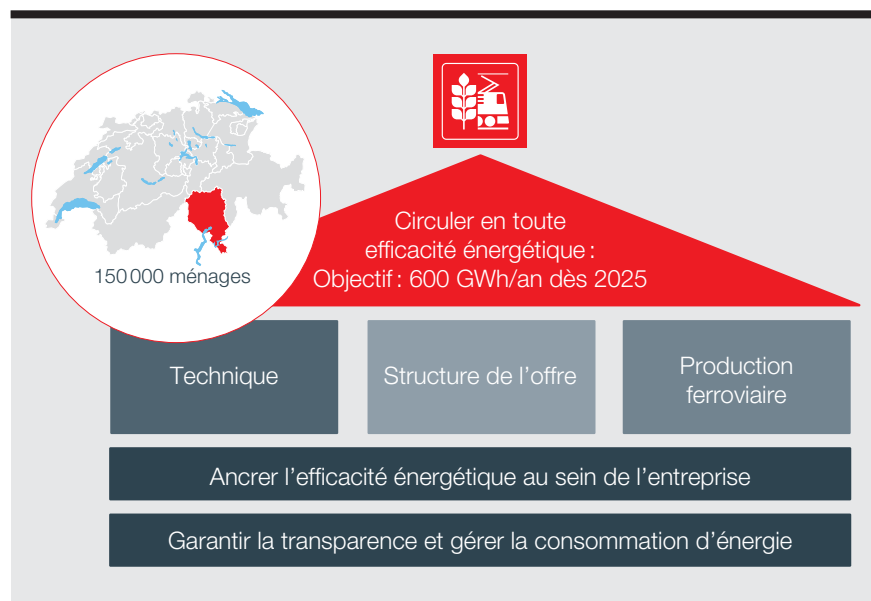 150 000 ménages
Circuler en toute
efficacité énergétique :
Objectif : 600 GWh/an dès 2025
Technique
Structure de l’offre
Production
ferroviaire
Ancrer l’efficacité énergétique au sein de l’entreprise
Garantir la transparence et gérer la consommation d’énergie